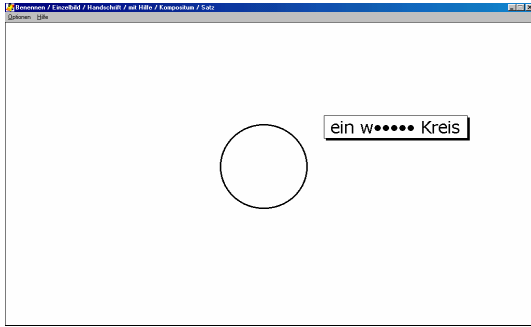 Benennen / Einzelbild / Handschrift / mit Hilfe / Kompositum / Satz
Optionen Hilfe
ein w●●●●● Kreis